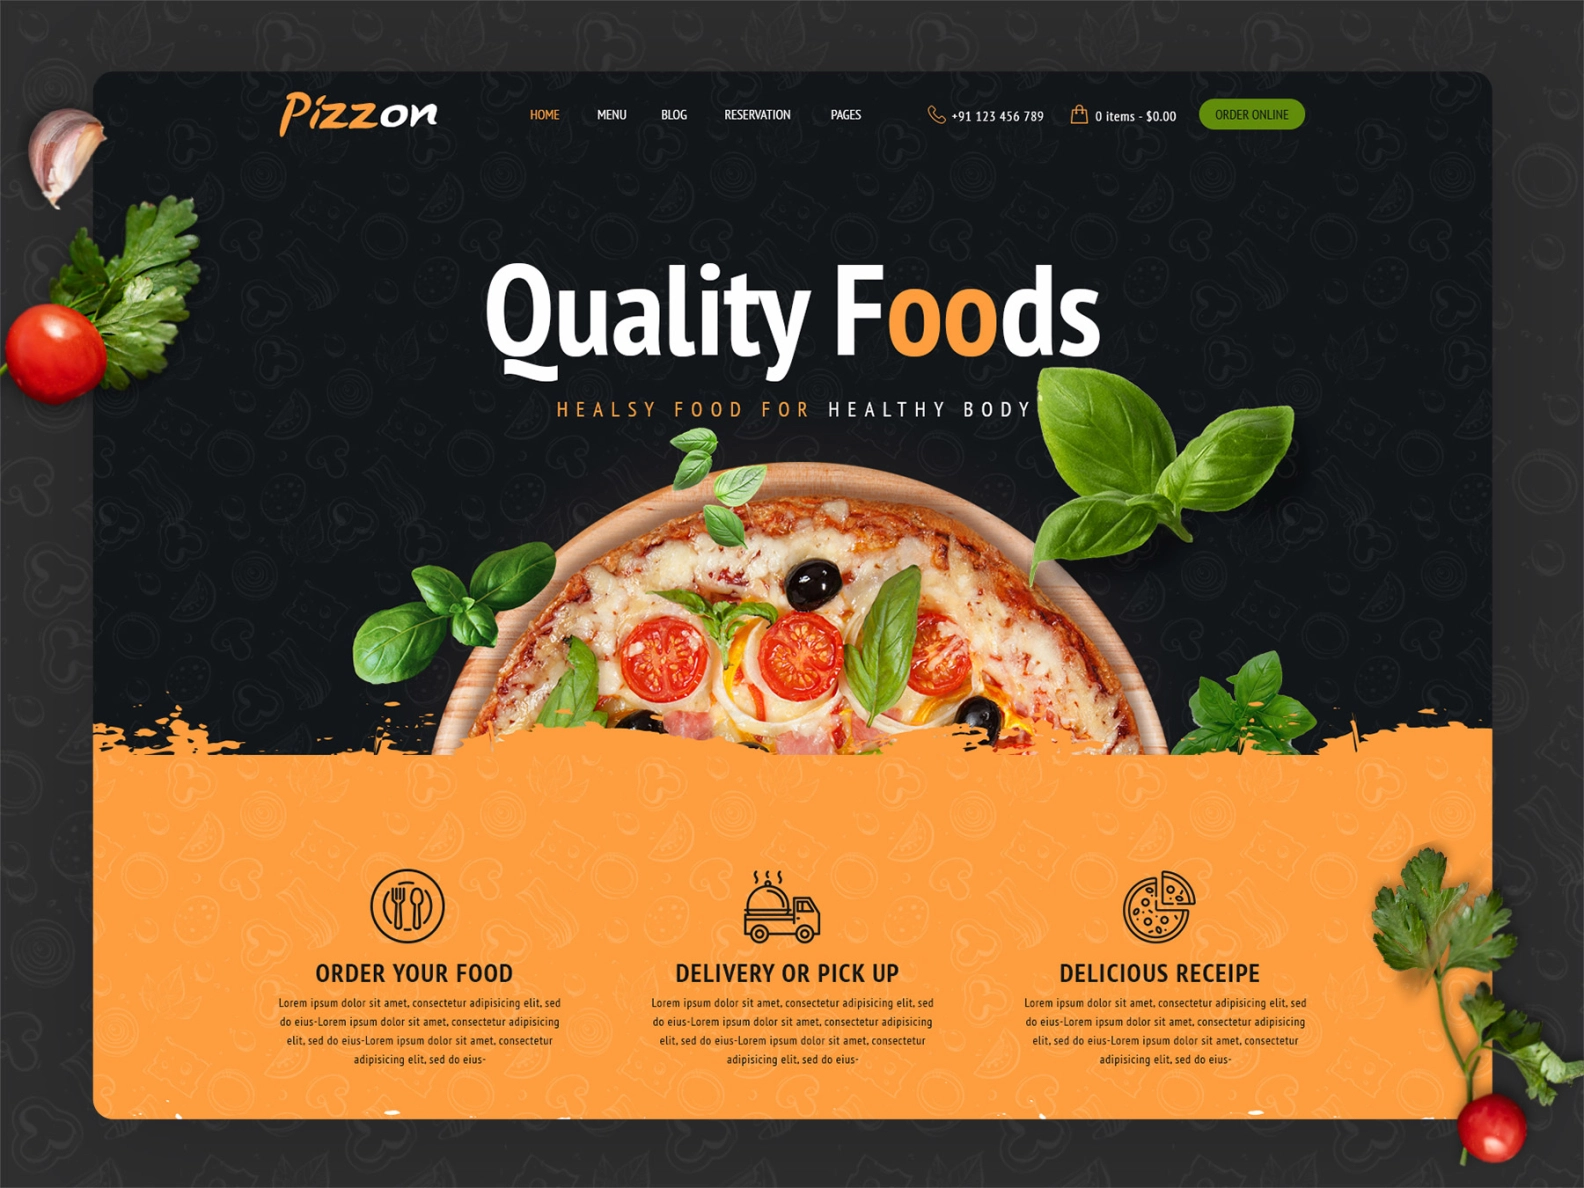 Pizzon
HOME MENU BLOG RESERVATION PAGES +91 123 456 789 0 items - $0.00 ORDER ONLINE
Quality Foods
HEALSY FOOD FOR HEALTHY BODY
ORDER YOUR FOOD
Lorem ipsum dolor sit amet, consectetur adipisicing elit, sed
do eius-Lorem ipsum dolor sit amet, consectetur adipisicing
elit, sed do eius-Lorem ipsum dolor sit amet, consectetur
adipisicing elit, sed do eius-
DELIVERY OR PICK UP
Lorem ipsum dolor sit amet, consectetur adipisicing elit, sed
do eius-Lorem ipsum dolor sit amet, consectetur adipisicing
elit, sed do eius-Lorem ipsum dolor sit amet, consectetur
adipisicing elit, sed do eius-
DELICIOUS RECEIPE
Lorem ipsum dolor sit amet, consectetur adipisicing elit, sed
do eius-Lorem ipsum dolor sit amet, consectetur adipisicing
elit, sed do eius-Lorem ipsum dolor sit amet, consectetur
adipisicing elit, sed do eius-